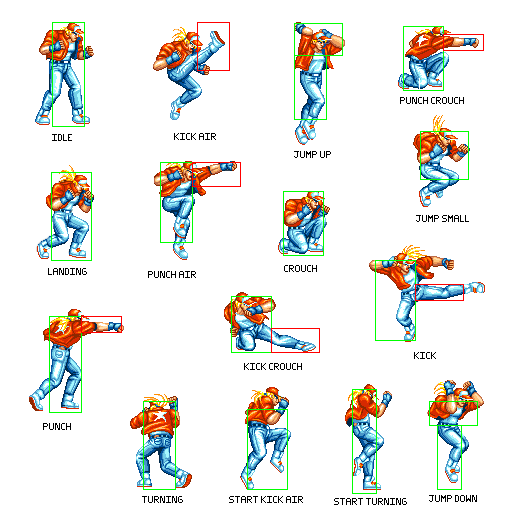 IDLE
KICK AIR
JUMP UP
PUNCH CROUCH
LANDING
PUNCH AIR
CROUCH
JUMP SMALL
PUNCH
KICK CROUCH
KICK
TURNING
START KICK AIR
START TURNING
JUMP DOWN